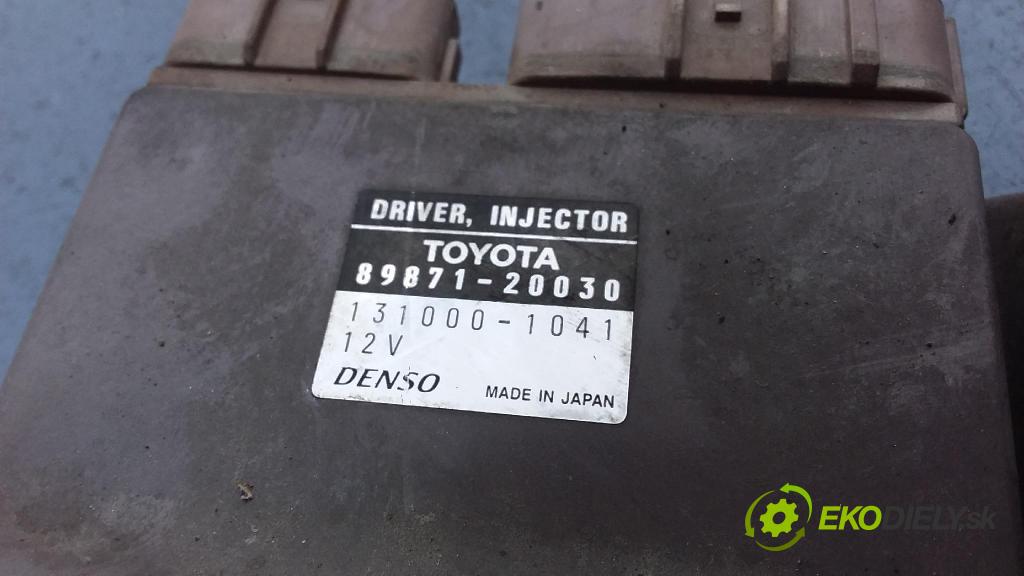 DRIVER, INJECTOR
TOYOTA
89871-20030
131000-1041
12V
DENSO MADE IN JAPAN
EKODIELY.sk